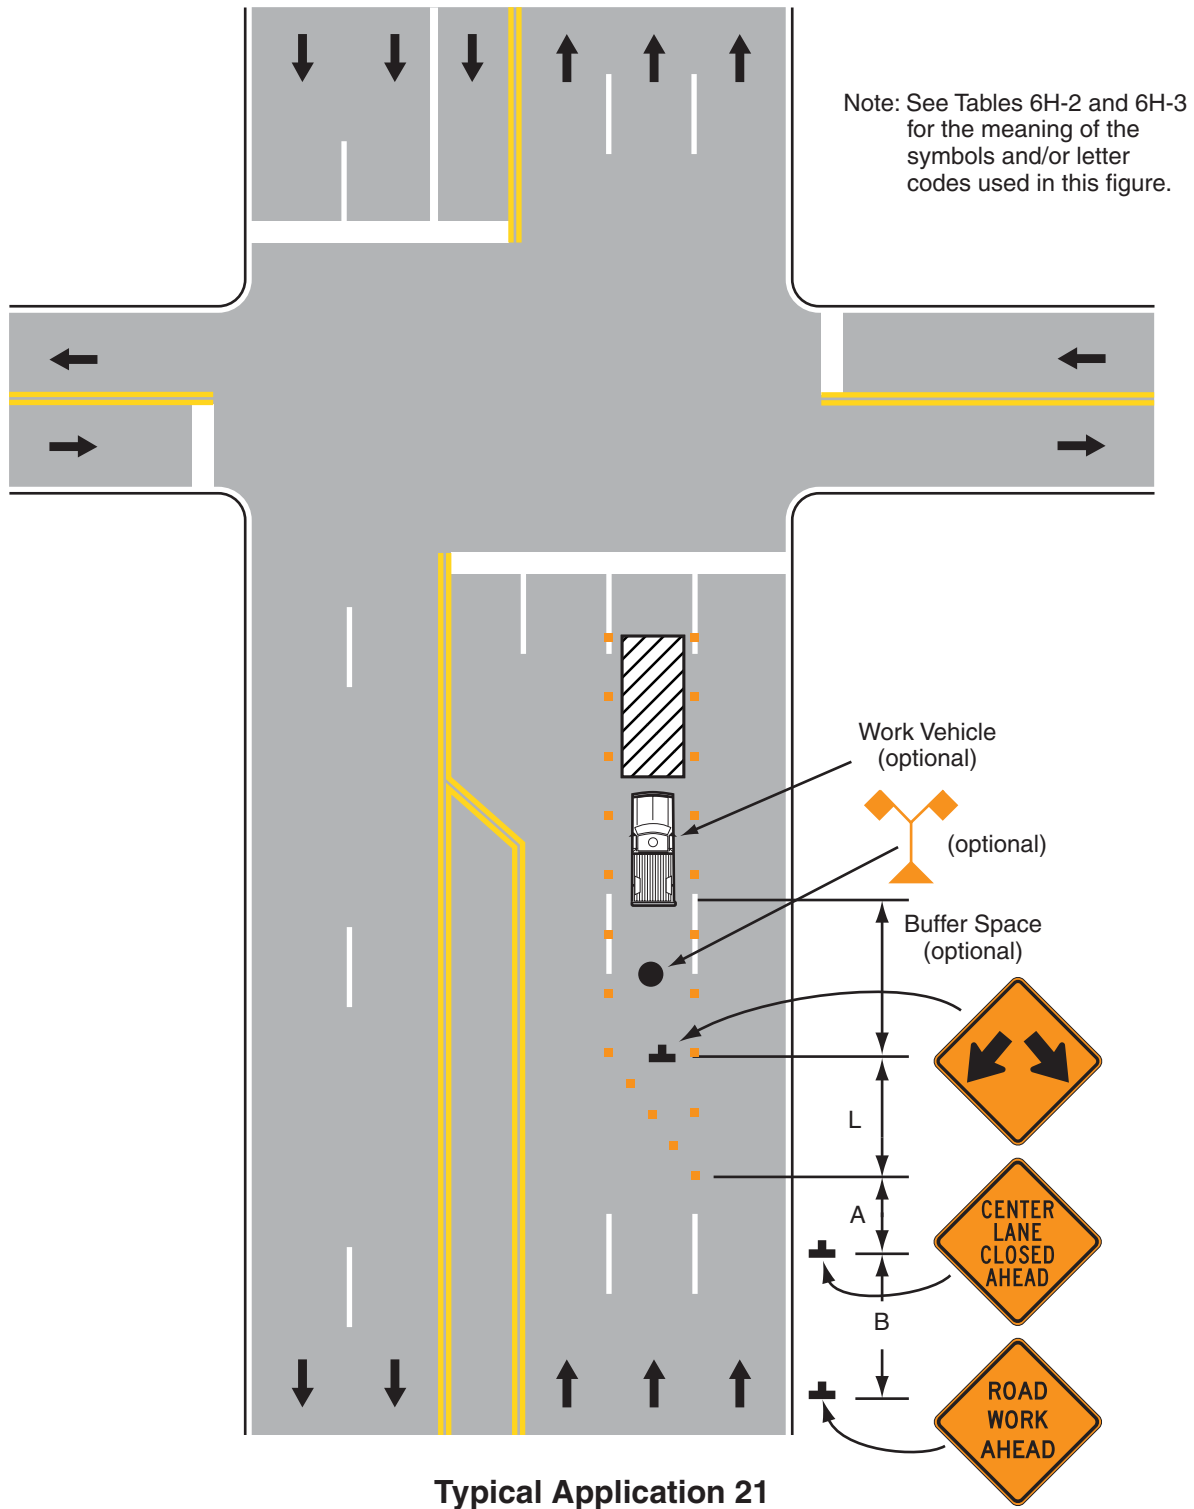 Note: See Tables 6H-2 and 6H-3
for the meaning of the
symbols and/or letter
codes used in this figure.
Work Vehicle
(optional)
(optional)
Buffer Space
(optional)
L
A
CENTER
LANE
CLOSED
AHEAD
B
ROAD
WORK
AHEAD
Typical Application 21